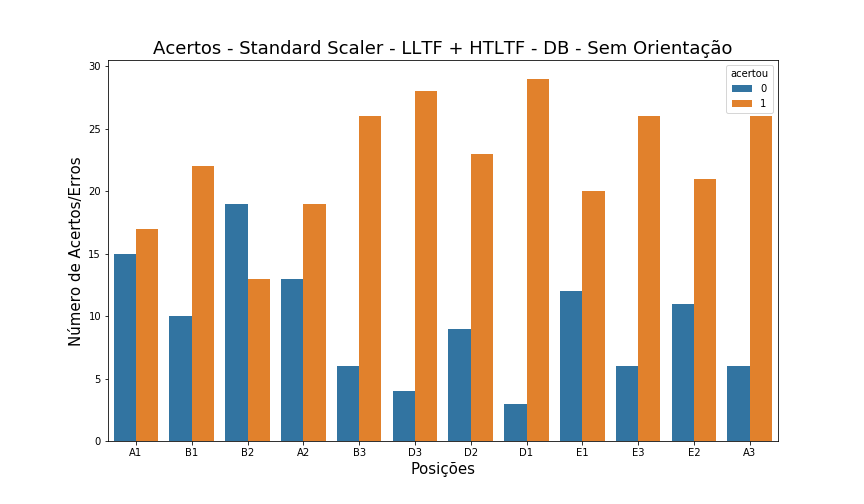 Acertos - Standard Scaler - LLTF + HTLTF - DB - Sem Orientação
acertou
0
1
30
25
20
15
10
5
0
Número de Acertos/Erros
A1 B1 B2 A2 B3 D3 D2 D1 E1 E3 E2 A3
Posições